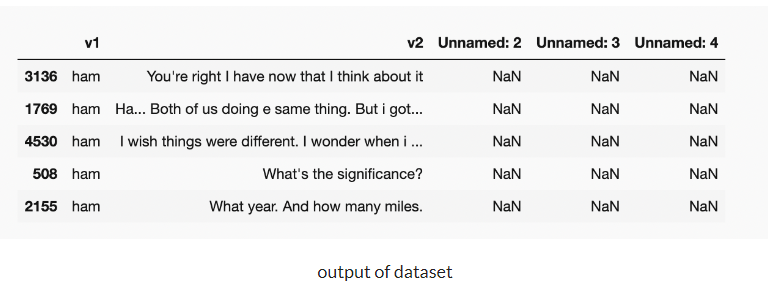 v1 v2 Unnamed: 2 Unnamed: 3 Unnamed: 4
3136 ham You're right I have now that I think about it NaN NaN NaN
1769 ham Ha... Both of us doing e same thing. But i got... NaN NaN NaN
4530 ham I wish things were different. I wonder when i ... NaN NaN NaN
508 ham What's the significance? NaN NaN NaN
2155 ham What year. And how many miles. NaN NaN NaN
output of dataset